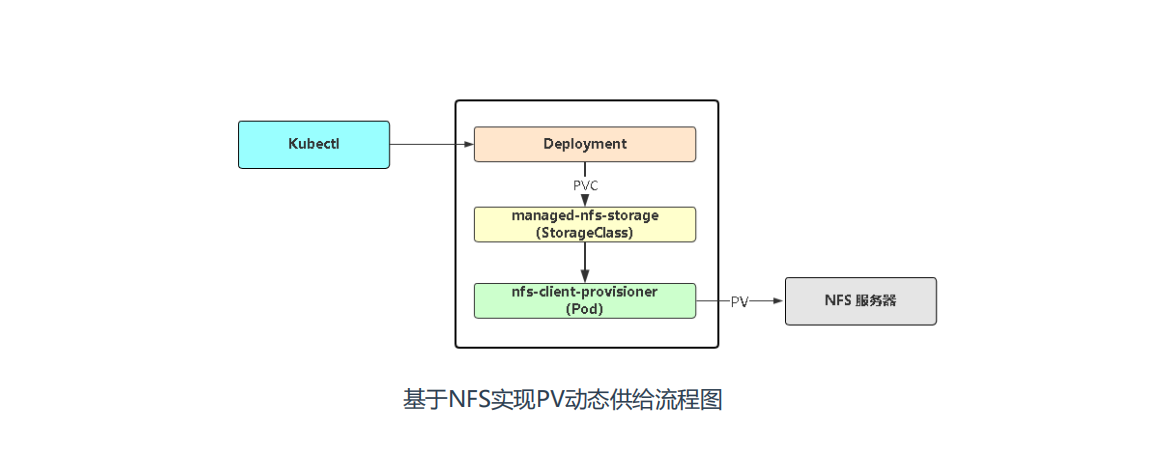 Kubectl
Deployment
PVC
managed-nfs-storage
(StorageClass)
nfs-client-provisioner
(Pod)
PV
NFS 服务器
基于NFS实现PV动态供给流程图